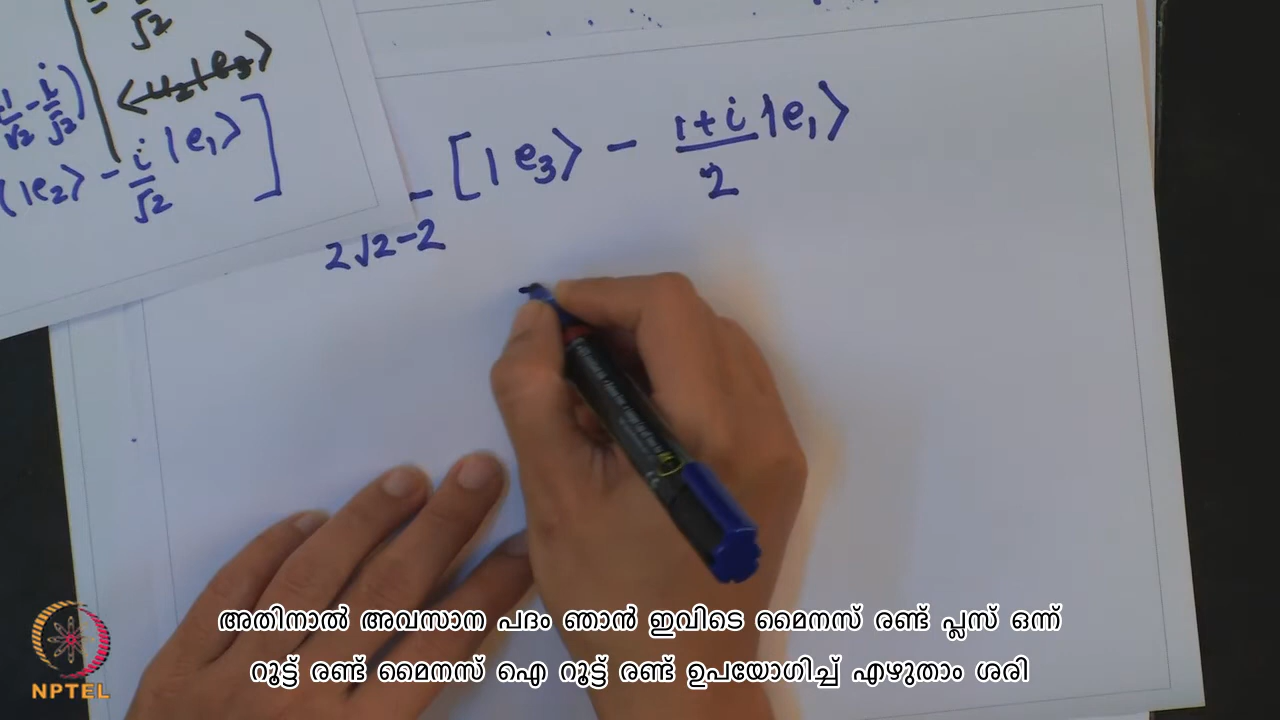 √2
⟨u₂|e₃⟩
1/√2 - i/√2)
(|e₂⟩ - i/√2 |e₁⟩ ]
- [|e₃⟩ - 1+i/2 |e₁⟩
2√2-2
അതിനാൽ അവസാന പദം ഞാൻ ഇവിടെ മൈനസ് രണ്ട് പ്ലസ് ഒന്ന്
റൂട്ട് രണ്ട് മൈനസ് ഐ റൂട്ട് രണ്ട് ഉപയോഗിച്ച് എഴുതാം ശരി
NPTEL